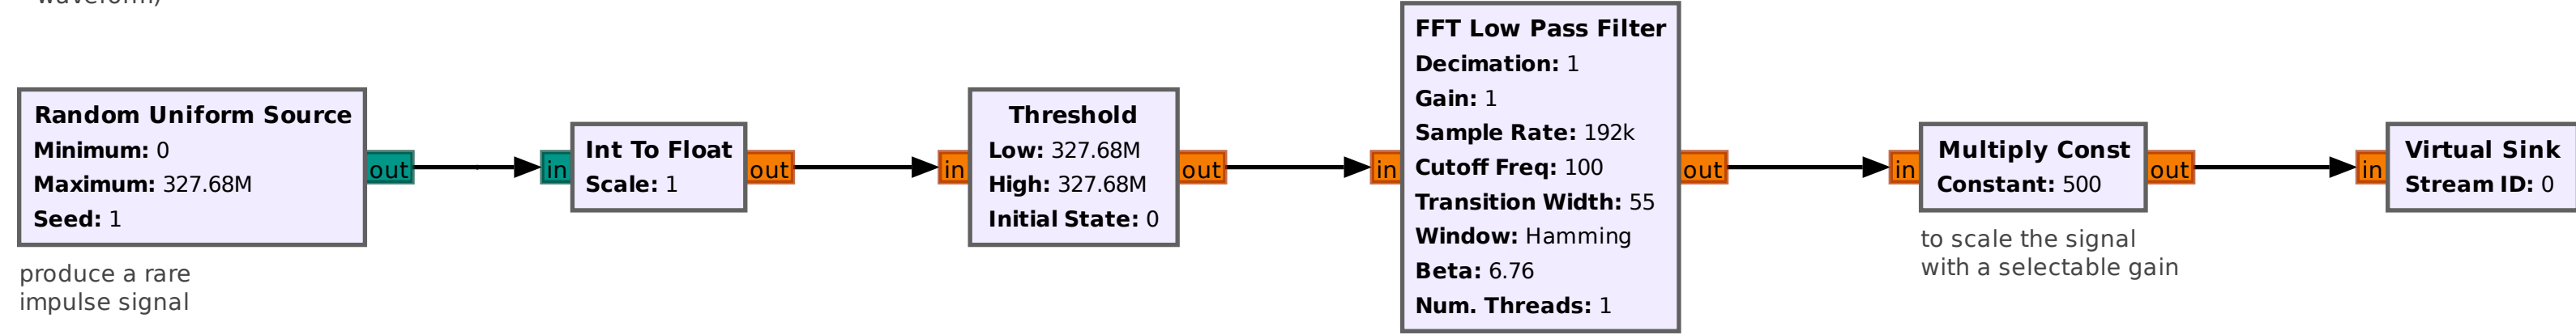 waveform)
Random Uniform Source
Minimum: 0
Maximum: 327.68M
Seed: 1
out
produce a rare
impulse signal
in
Int To Float
Scale: 1
out
in
Threshold
Low: 327.68M
High: 327.68M
Initial State: 0
out
in
FFT Low Pass Filter
Decimation: 1
Gain: 1
Sample Rate: 192k
Cutoff Freq: 100
Transition Width: 55
Window: Hamming
Beta: 6.76
Num. Threads: 1
out
in
Multiply Const
Constant: 500
out
to scale the signal
with a selectable gain
in
Virtual Sink
Stream ID: 0